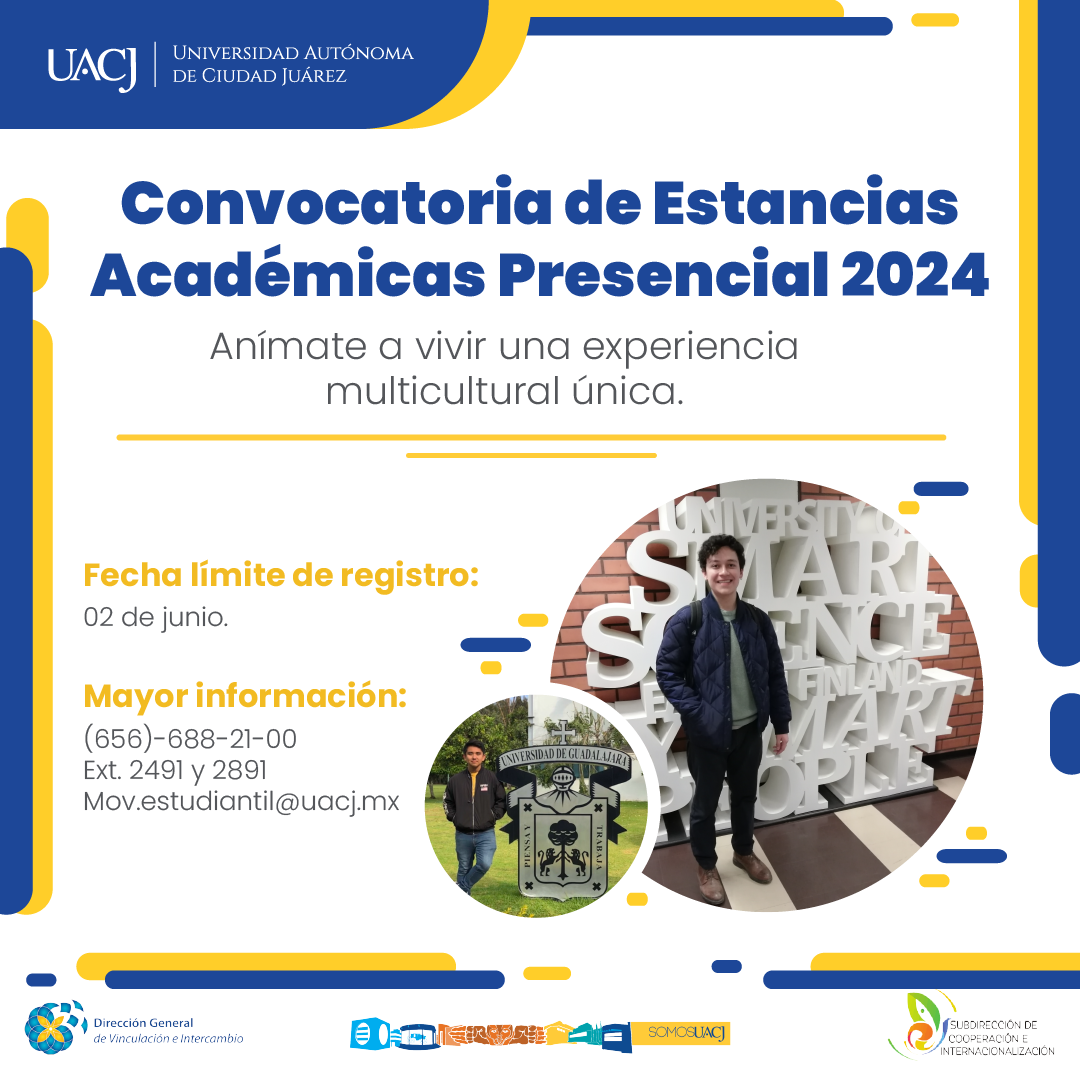 UACJ
UNIVERSIDAD AUTÓNOMA
DE CIUDAD JUÁREZ
Convocatoria de Estancias
Académicas Presencial 2024
Anímate a vivir una experiencia
multicultural única.
Fecha límite de registro:
02 de junio.
Mayor información:
(656)-688-21-00
Ext. 2491 y 2891
Mov.estudiantil@uacj.mx
UNIVERSITY
SMART
SCIENCE
FINLAND
SMART
PEOPLE
UNIVERSIDAD DE GUADALAJARA
PIENSA Y
TRABAJA
Dirección General
de Vinculación e Intercambio
SOMOSUACJ
SUBDIRECCIÓN DE
COOPERACIÓN E
INTERNACIONALIZACIÓN